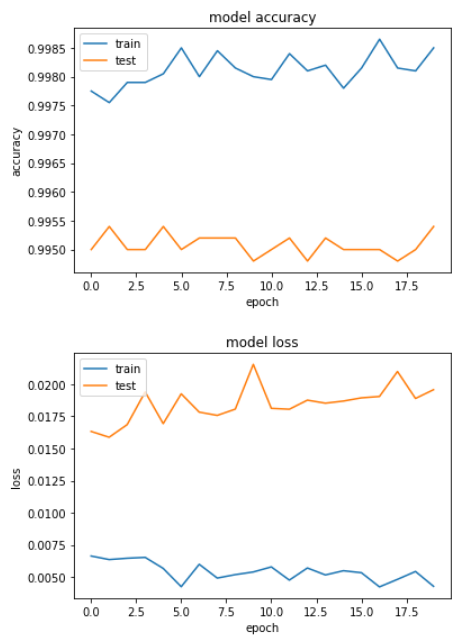 model accuracy
train
test
0.9985
0.9980
0.9975
0.9970
0.9965
0.9960
0.9955
0.9950
accuracy
0.0 2.5 5.0 7.5 10.0 12.5 15.0 17.5
epoch
model loss
train
test
0.0200
0.0175
0.0150
0.0125
0.0100
0.0075
0.0050
loss
0.0 2.5 5.0 7.5 10.0 12.5 15.0 17.5
epoch